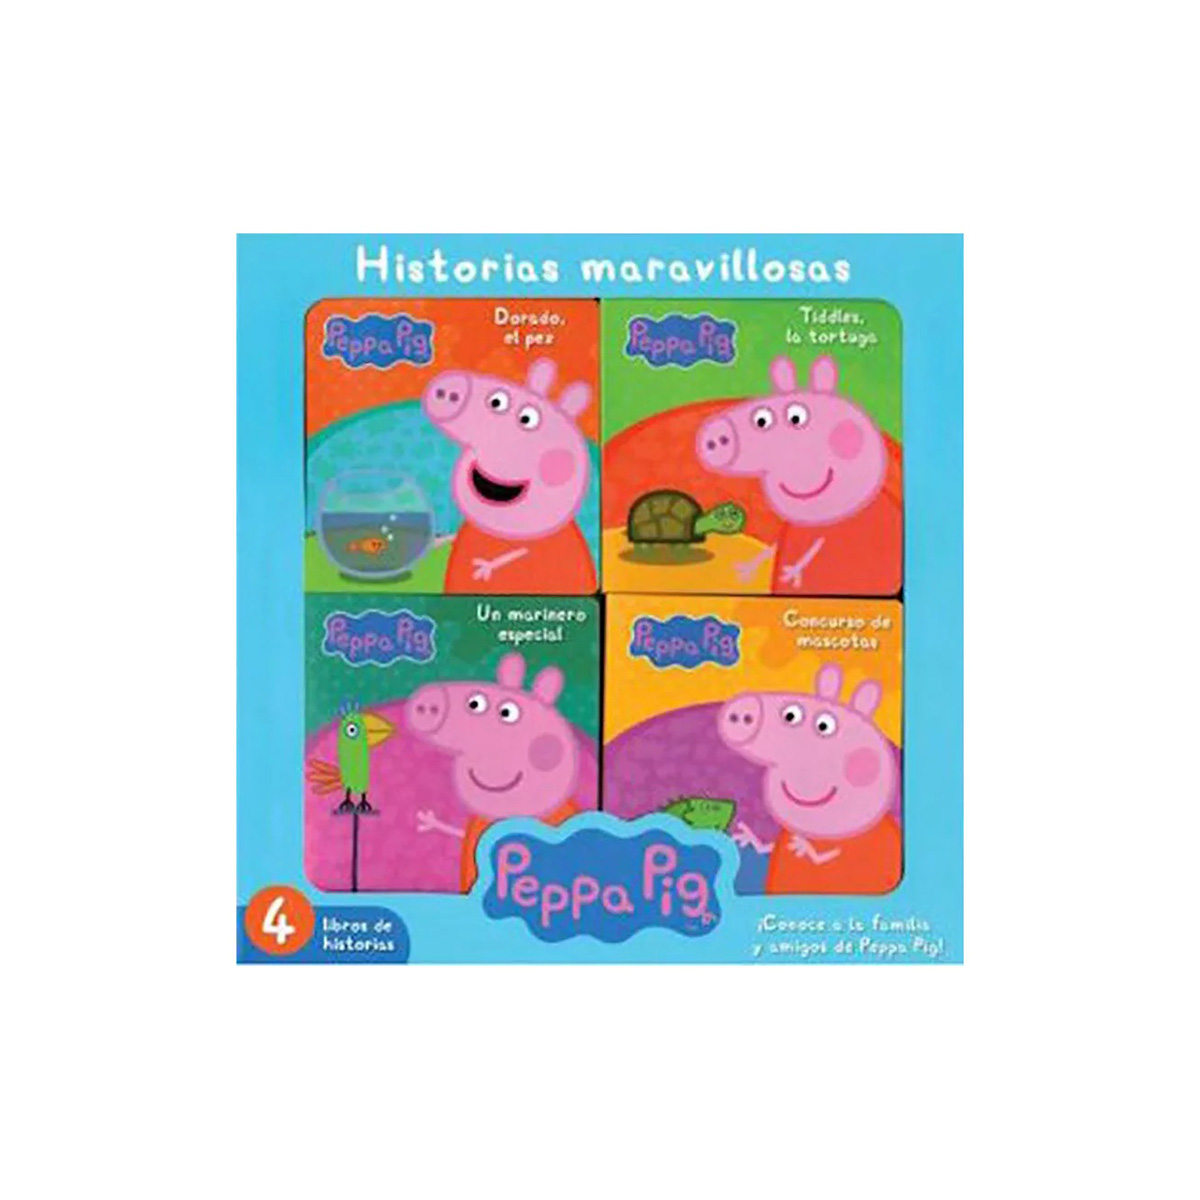 Historias maravillosas
Peppa Pig
Dorado,
el pez
Peppa Pig
Tiddles,
la tortuga
Peppa Pig
Un marinero
especial
Peppa Pig
Concurso de
mascotas
Peppa Pig
4
libros de
historias
¡Conoce a la familia
y amigos de Peppa Pig!